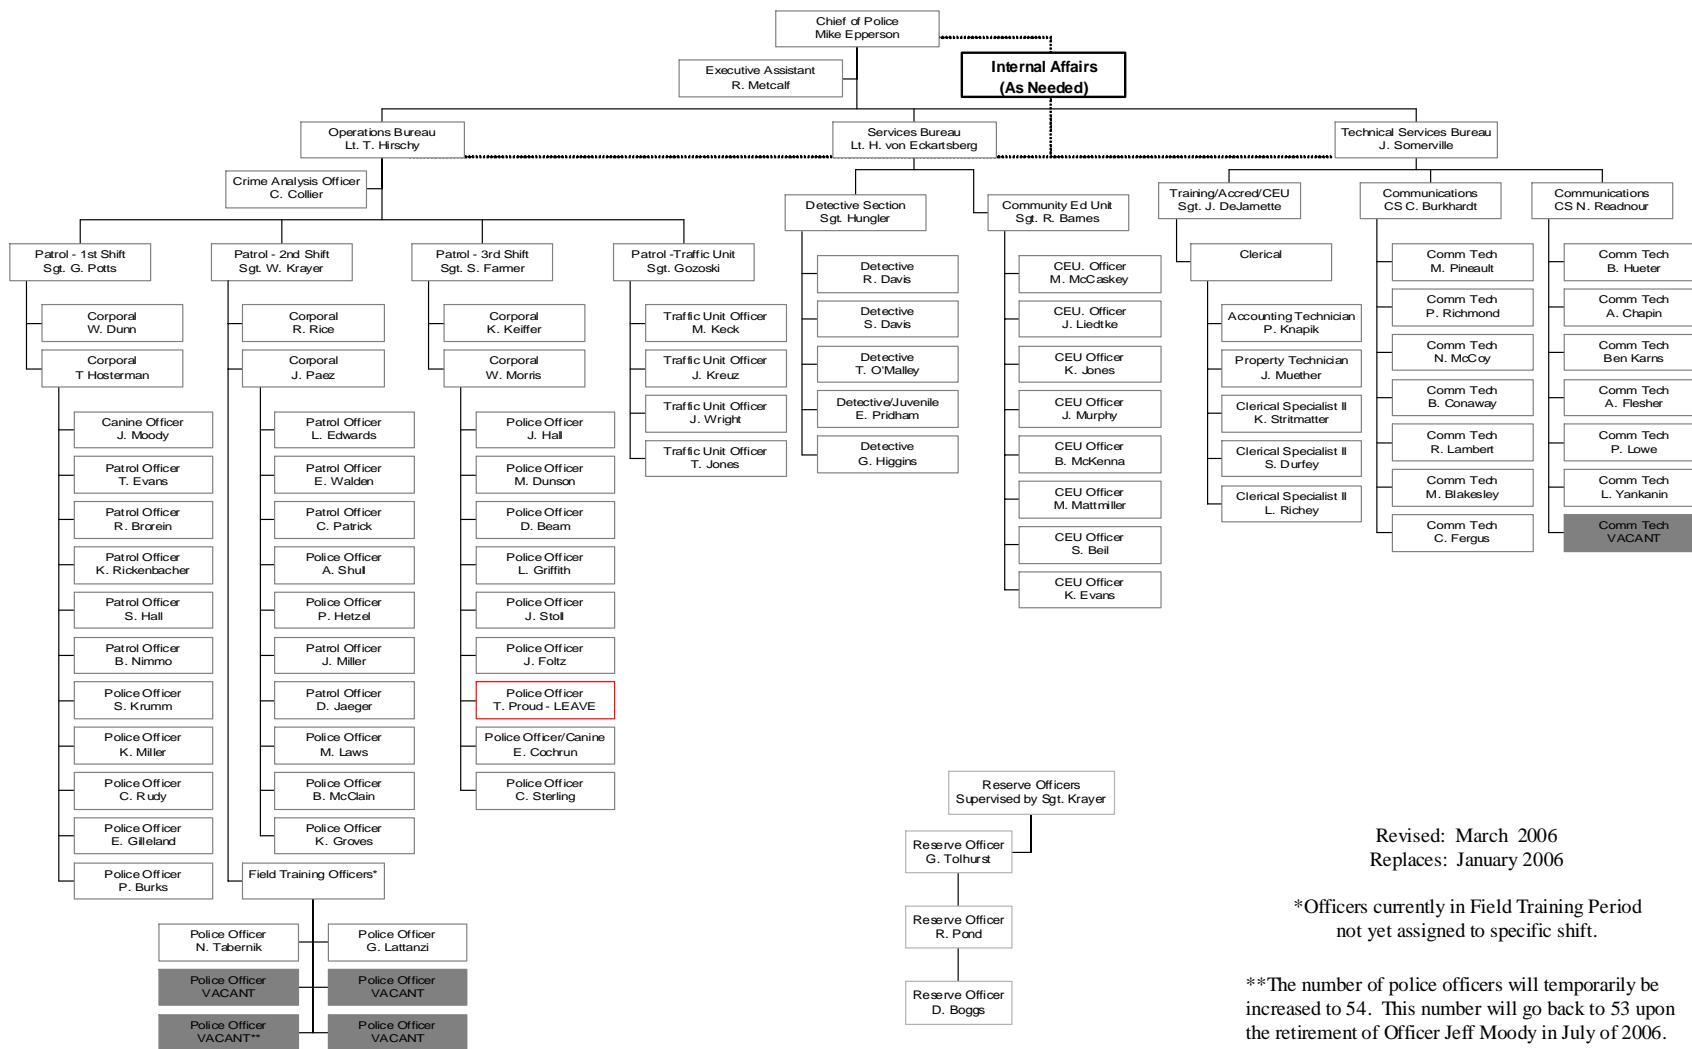 Chief of Police
Mike Epperson
Executive Assistant
R. Metcalf
Internal Affairs
(As Needed)
Operations Bureau
Lt. T. Hirschy
Services Bureau
Lt. H. von Eckartsberg
Technical Services Bureau
J. Somerville
Crime Analysis Officer
C. Collier
Patrol - 1st Shift
Sgt. G. Potts
Corporal
W. Dunn
Corporal
T Hosterman
Canine Officer
J. Moody
Patrol Officer
T. Evans
Patrol Officer
R. Brorein
Patrol Officer
K. Rickenbacher
Patrol Officer
S. Hall
Patrol Officer
B. Nimmo
Police Officer
S. Krumm
Police Officer
K. Miller
Police Officer
C. Rudy
Police Officer
E. Gilleland
Police Officer
P. Burks
Patrol - 2nd Shift
Sgt. W. Krayer
Corporal
R. Rice
Corporal
J. Paez
Patrol Officer
L. Edwards
Patrol Officer
E. Walden
Patrol Officer
C. Patrick
Police Officer
A. Shull
Police Officer
P. Hetzel
Patrol Officer
J. Miller
Patrol Officer
D. Jaeger
Police Officer
M. Laws
Police Officer
B. McClain
Police Officer
K. Groves
Field Training Officers*
Police Officer
N. Tabernik
Police Officer
G. Lattanzi
Police Officer
VACANT
Police Officer
VACANT
Police Officer
VACANT**
Police Officer
VACANT
Patrol - 3rd Shift
Sgt. S. Farmer
Corporal
K. Keiffer
Corporal
W. Morris
Police Officer
J. Hall
Police Officer
M. Dunson
Police Officer
D. Beam
Police Officer
L. Griffith
Police Officer
J. Stoll
Police Officer
J. Foltz
Police Officer
T. Proud - LEAVE
Police Officer/Canine
E. Cochrun
Police Officer
C. Sterling
Patrol -Traffic Unit
Sgt. Gozoski
Traffic Unit Officer
M. Keck
Traffic Unit Officer
J. Kreuz
Traffic Unit Officer
J. Wright
Traffic Unit Officer
T. Jones
Detective Section
Sgt. Hungler
Detective
R. Davis
Detective
S. Davis
Detective
T. O'Malley
Detective/Juvenile
E. Pridham
Detective
G. Higgins
Community Ed Unit
Sgt. R. Barnes
CEU. Officer
M. McCaskey
CEU. Officer
J. Liedtke
CEU Officer
K. Jones
CEU Officer
J. Murphy
CEU Officer
B. McKenna
CEU Officer
M. Mattmiller
CEU Officer
S. Beil
CEU Officer
K. Evans
Training/Accred/CEU
Sgt. J. DeJarnette
Clerical
Accounting Technician
P. Knapik
Property Technician
J. Muether
Clerical Specialist II
K. Stritmatter
Clerical Specialist II
S. Durfey
Clerical Specialist II
L. Richey
Communications
CS C. Burkhardt
Comm Tech
M. Pineault
Comm Tech
P. Richmond
Comm Tech
N. McCoy
Comm Tech
B. Conaway
Comm Tech
R. Lambert
Comm Tech
M. Blakesley
Comm Tech
C. Fergus
Communications
CS N. Readnour
Comm Tech
B. Hueter
Comm Tech
A. Chapin
Comm Tech
Ben Karns
Comm Tech
A. Flesher
Comm Tech
P. Lowe
Comm Tech
L. Yankanin
Comm Tech
VACANT
Reserve Officers
Supervised by Sgt. Krayer
Reserve Officer
G. Tolhurst
Reserve Officer
R. Pond
Reserve Officer
D. Boggs
Revised: March 2006
Replaces: January 2006
*Officers currently in Field Training Period
not yet assigned to specific shift.
**The number of police officers will temporarily be
increased to 54. This number will go back to 53 upon
the retirement of Officer Jeff Moody in July of 2006.